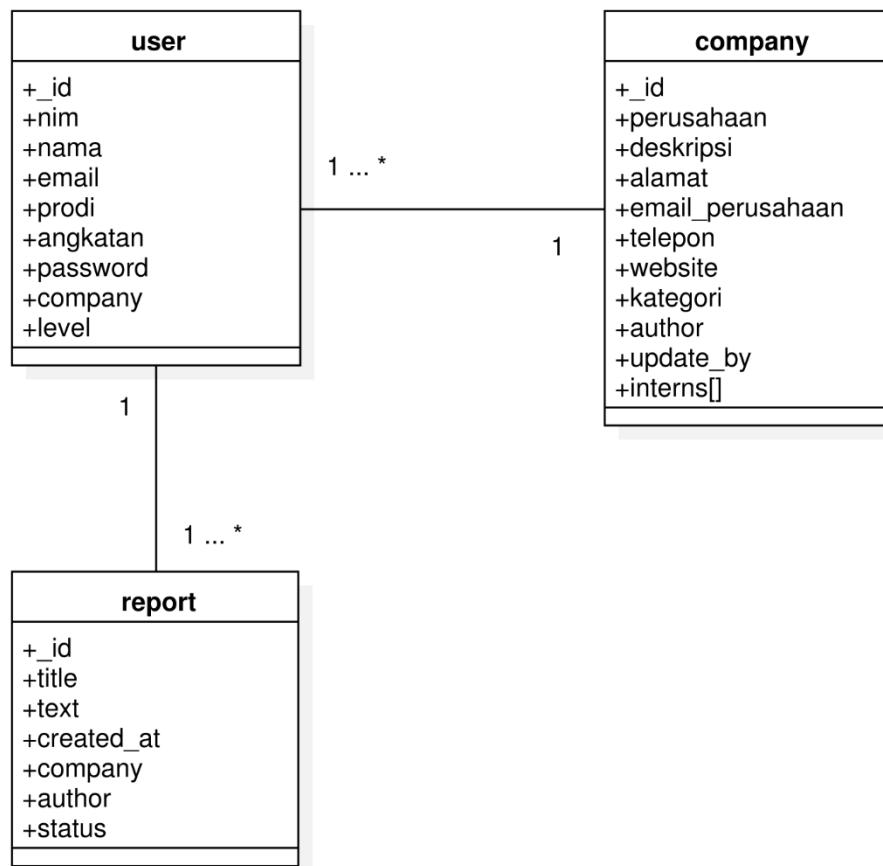 user
+_id
+nim
+nama
+email
+prodi
+angkatan
+password
+company
+level
1 ... *
1
company
+_id
+perusahaan
+deskripsi
+alamat
+email_perusahaan
+telepon
+website
+kategori
+author
+update_by
+interns[]
1
1 ... *
report
+_id
+title
+text
+created_at
+company
+author
+status